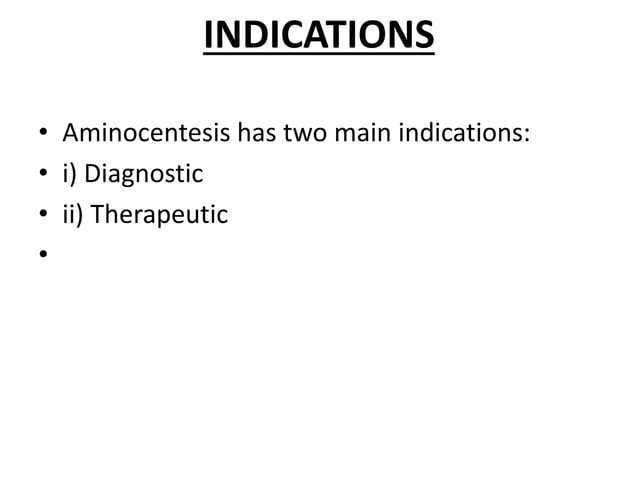 INDICATIONS
• Aminocentesis has two main indications:
• i) Diagnostic
• ii) Therapeutic
•